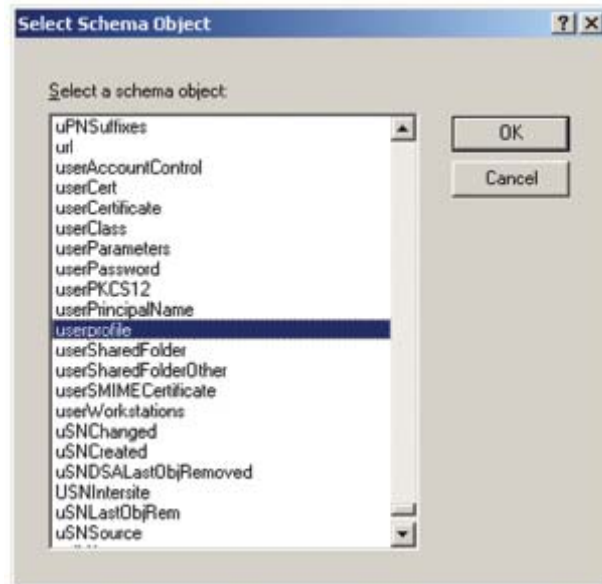 Select Schema Object
Select a schema object:
uPNSuffixes
url
userAccountControl
userCert
userCertificate
userClass
userParameters
userPassword
userPKCS12
userPrincipalName
userprofile
userSharedFolder
userSharedFolderOther
userSMIMECertificate
userWorkstations
uSNChanged
uSNCreated
uSNDSALastObjRemoved
USNIntersite
uSNLastObjRem
uSNSource
OK
Cancel